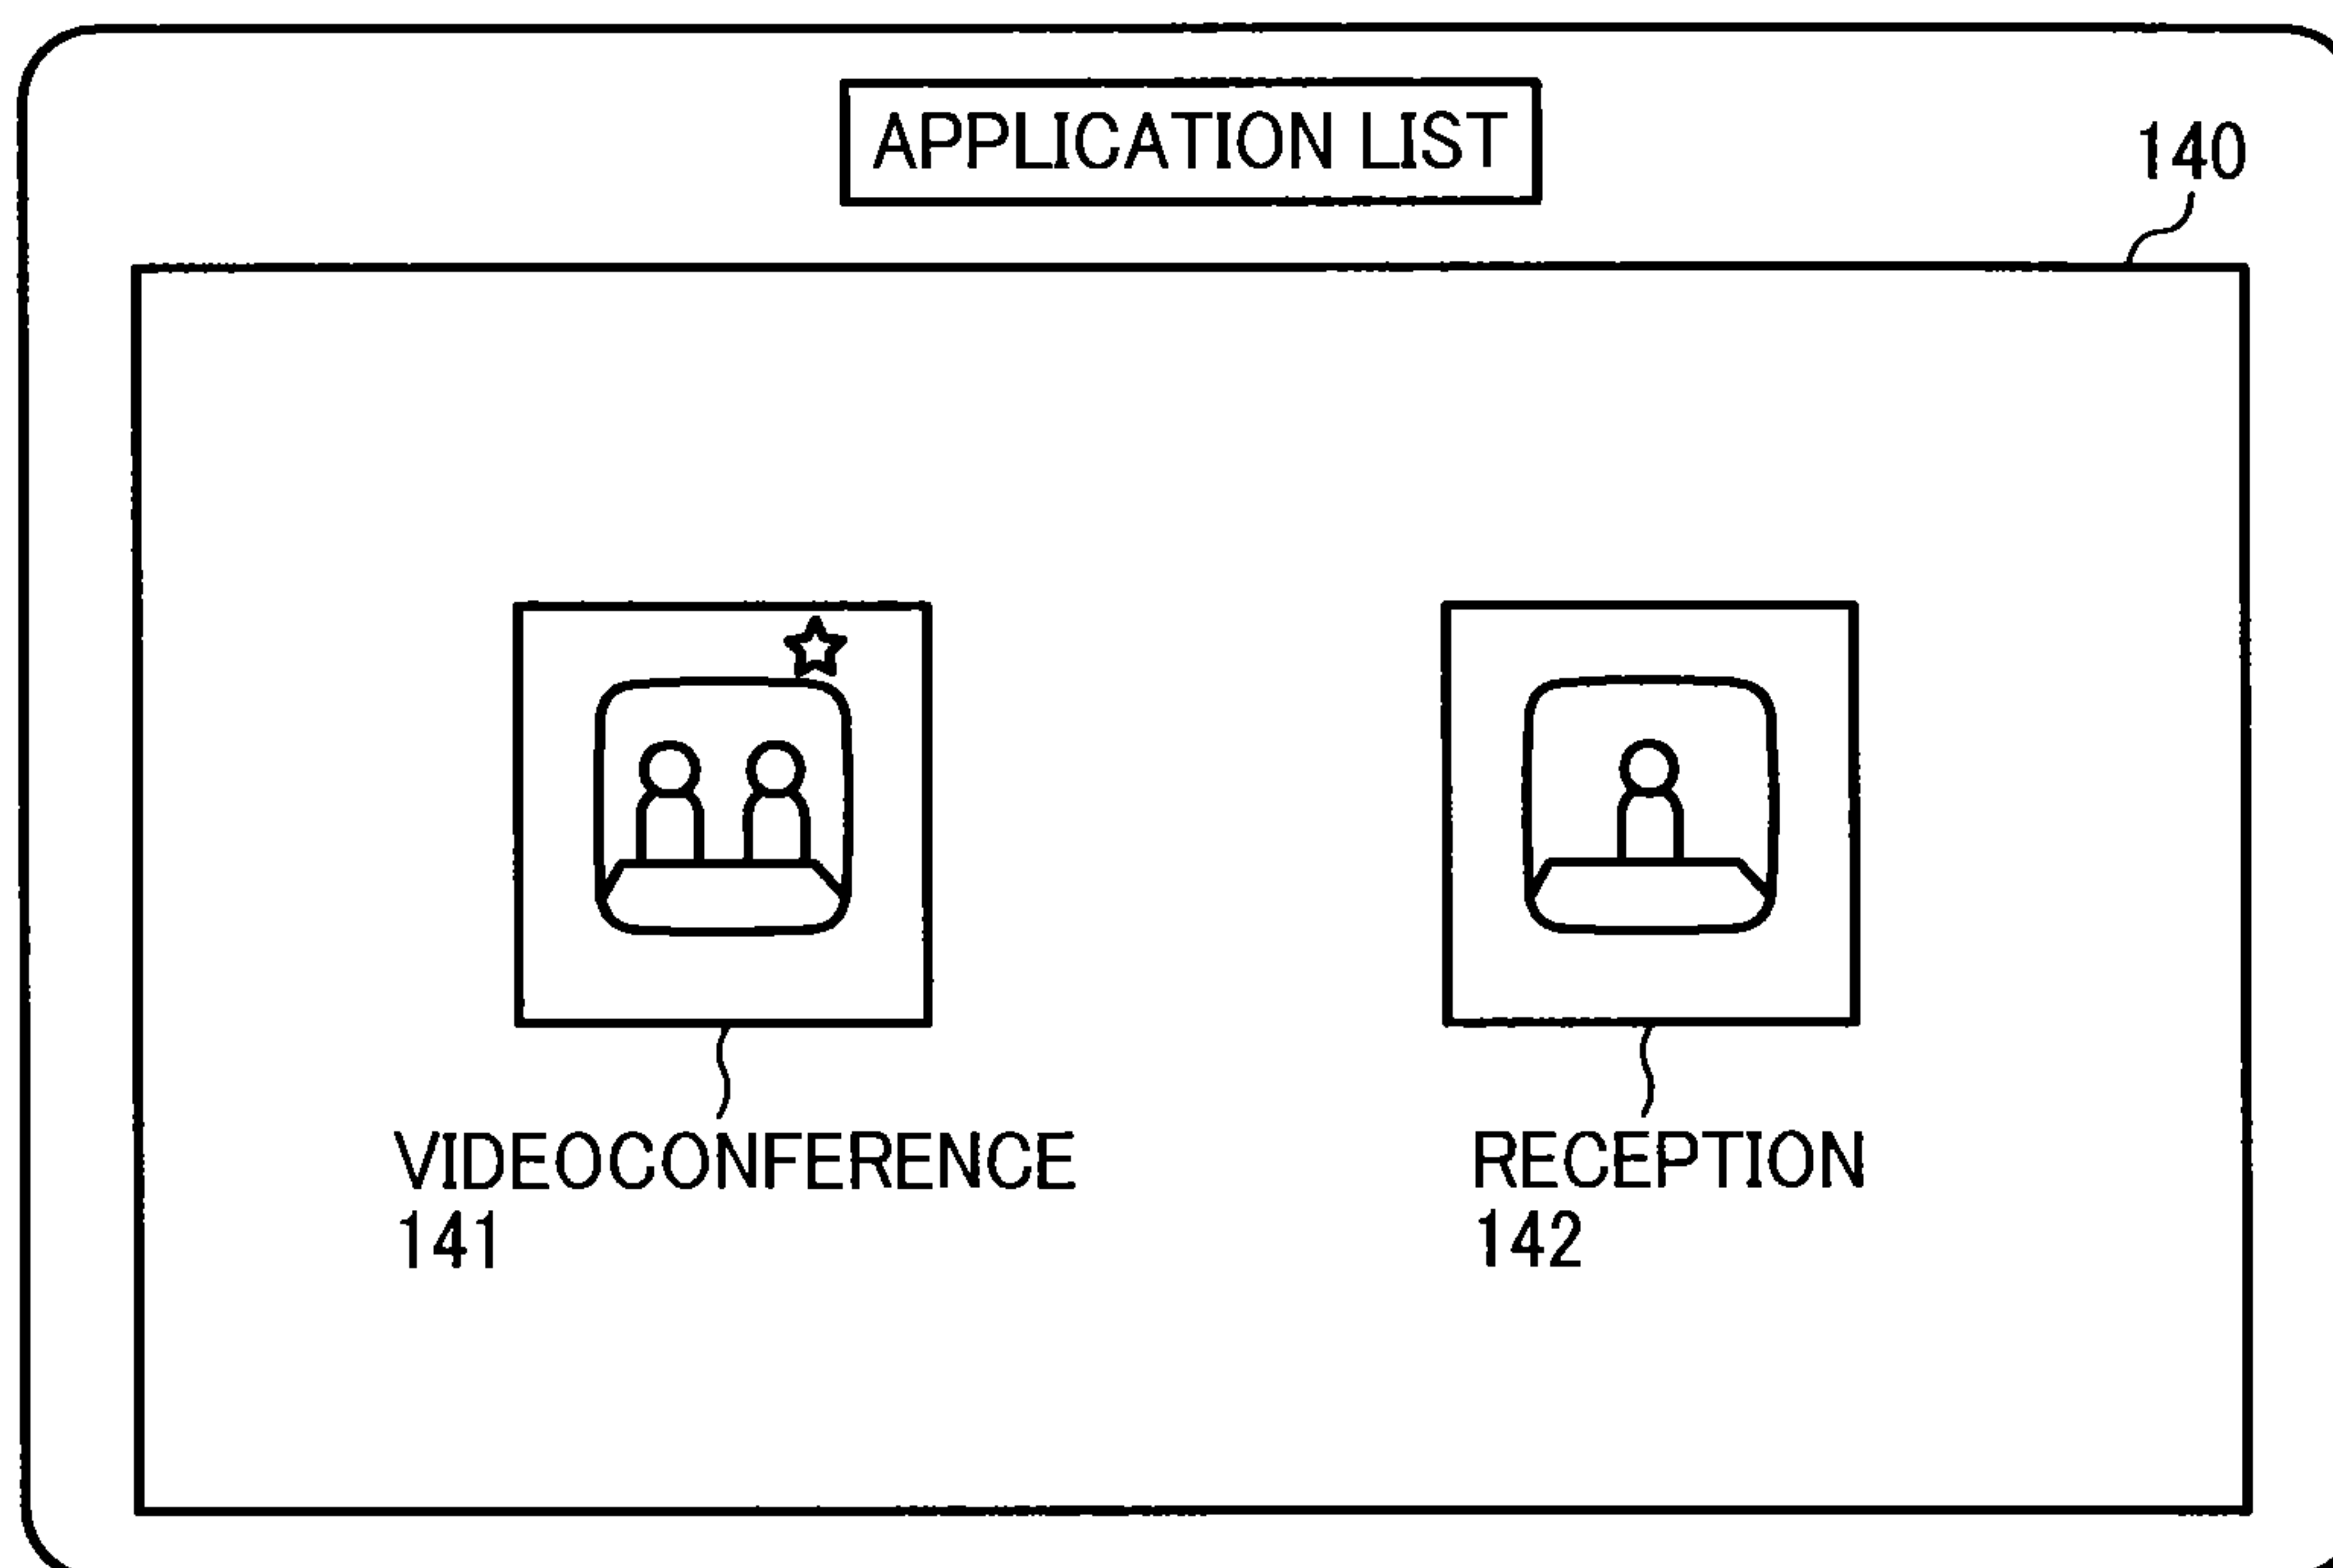 APPLICATION LIST
140
VIDEOCONFERENCE
141
RECEPTION
142